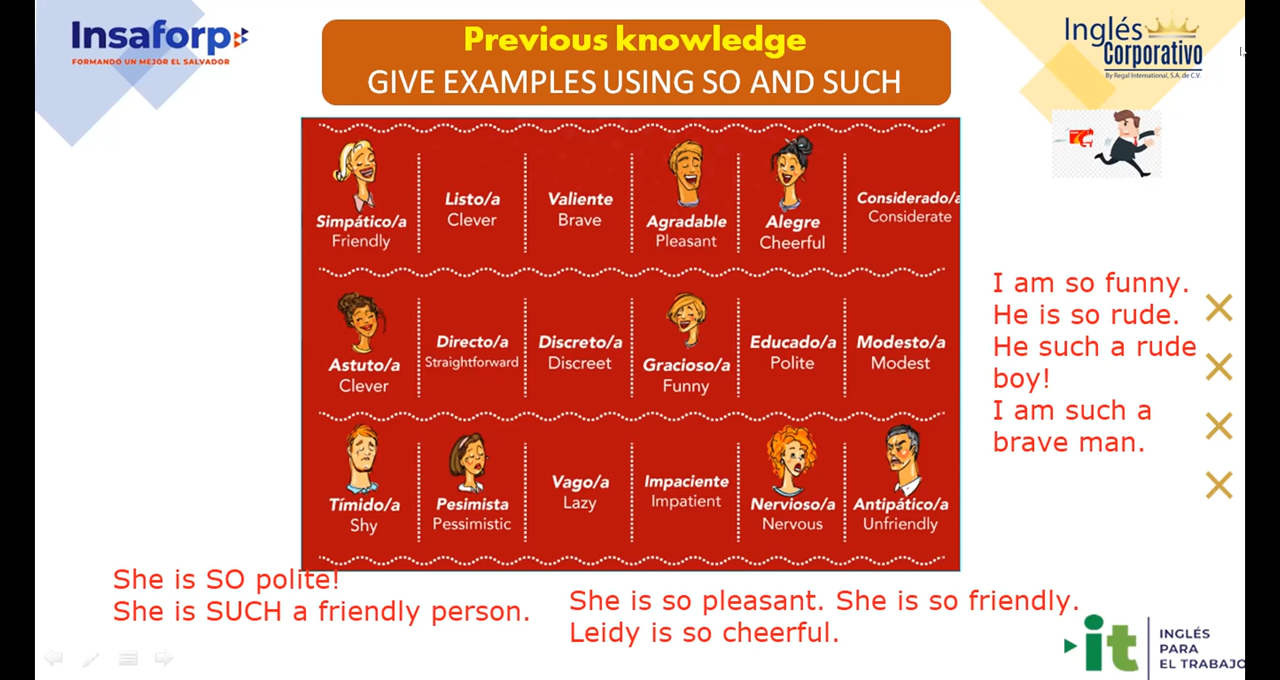 Insaforp
FORMANDO UN MEJOR EL SALVADOR
Previous knowledge
GIVE EXAMPLES USING SO AND SUCH
Inglés
Corporativo
By Regal International, S.A. de C.V.
Simpático/a
Friendly
Listo/a
Clever
Valiente
Brave
Agradable
Pleasant
Alegre
Cheerful
Considerado/a
Considerate
Astuto/a
Clever
Directo/a
Straightforward
Discreto/a
Discreet
Gracioso/a
Funny
Educado/a
Polite
Modesto/a
Modest
Tímido/a
Shy
Pesimista
Pessimistic
Vago/a
Lazy
Impaciente
Impatient
Nervioso/a
Nervous
Antipático/a
Unfriendly
I am so funny.
He is so rude.
He such a rude
boy!
I am such a
brave man.
She is SO polite!
She is SUCH a friendly person.
She is so pleasant. She is so friendly.
Leidy is so cheerful.
it
INGLÉS
PARA
EL TRABAJO